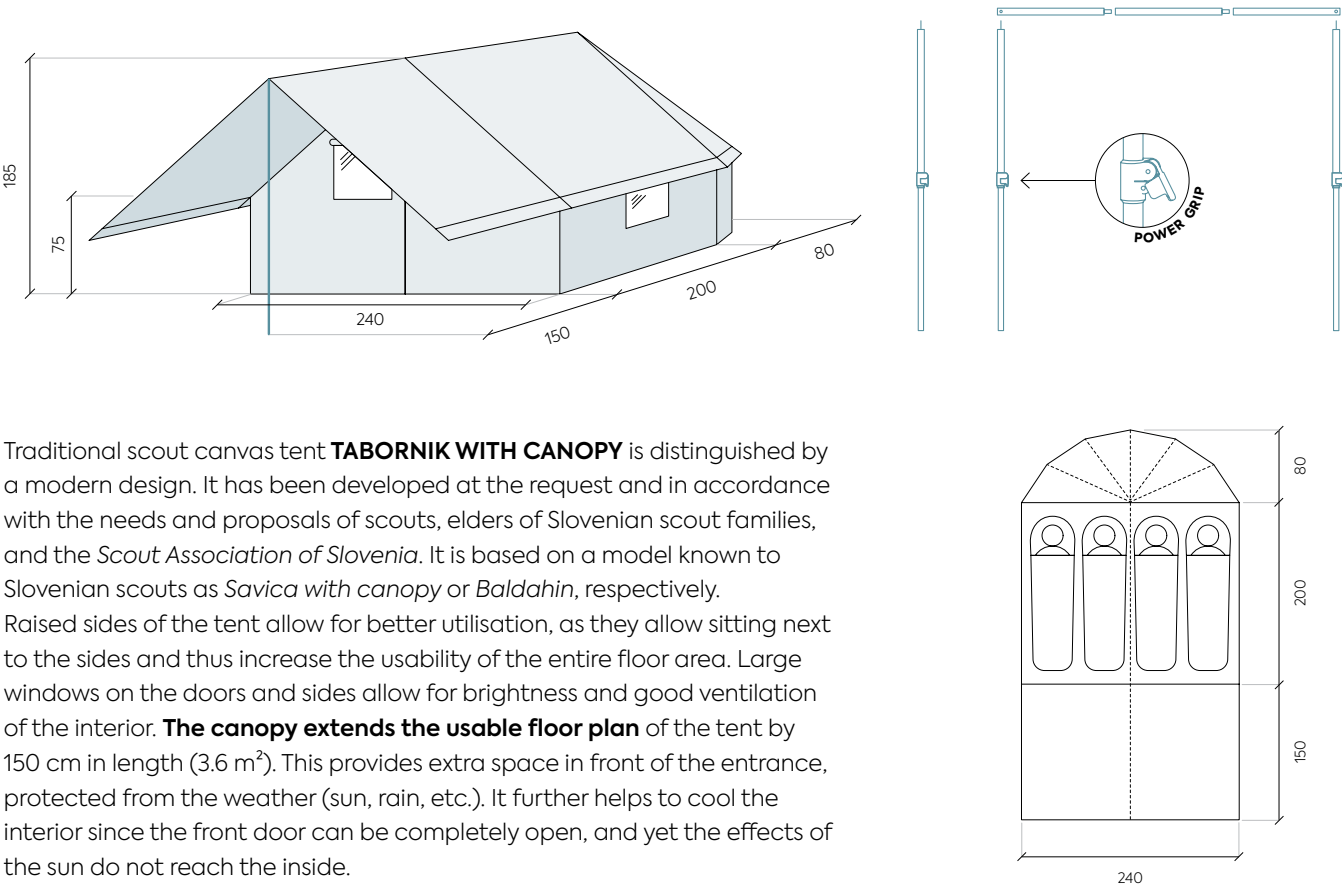 185
75
240
150
200
80
POWER GRIP
Traditional scout canvas tent TABORNIK WITH CANOPY is distinguished by
a modern design. It has been developed at the request and in accordance
with the needs and proposals of scouts, elders of Slovenian scout families,
and the Scout Association of Slovenia. It is based on a model known to
Slovenian scouts as Savica with canopy or Baldahin, respectively.
Raised sides of the tent allow for better utilisation, as they allow sitting next
to the sides and thus increase the usability of the entire floor area. Large
windows on the doors and sides allow for brightness and good ventilation
of the interior. The canopy extends the usable floor plan of the tent by
150 cm in length (3.6 m²). This provides extra space in front of the entrance,
protected from the weather (sun, rain, etc.). It further helps to cool the
interior since the front door can be completely open, and yet the effects of
the sun do not reach the inside.
80
200
150
240